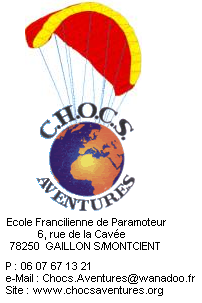 C.H.O.C.S.
AVENTURES
Ecole Francilienne de Paramoteur
6, rue de la Cavée
78250 GAILLON S/MONTCIENT
P : 06 07 67 13 21
e-Mail : Chocs.Aventures@wanadoo.fr
Site : www.chocsaventures.org